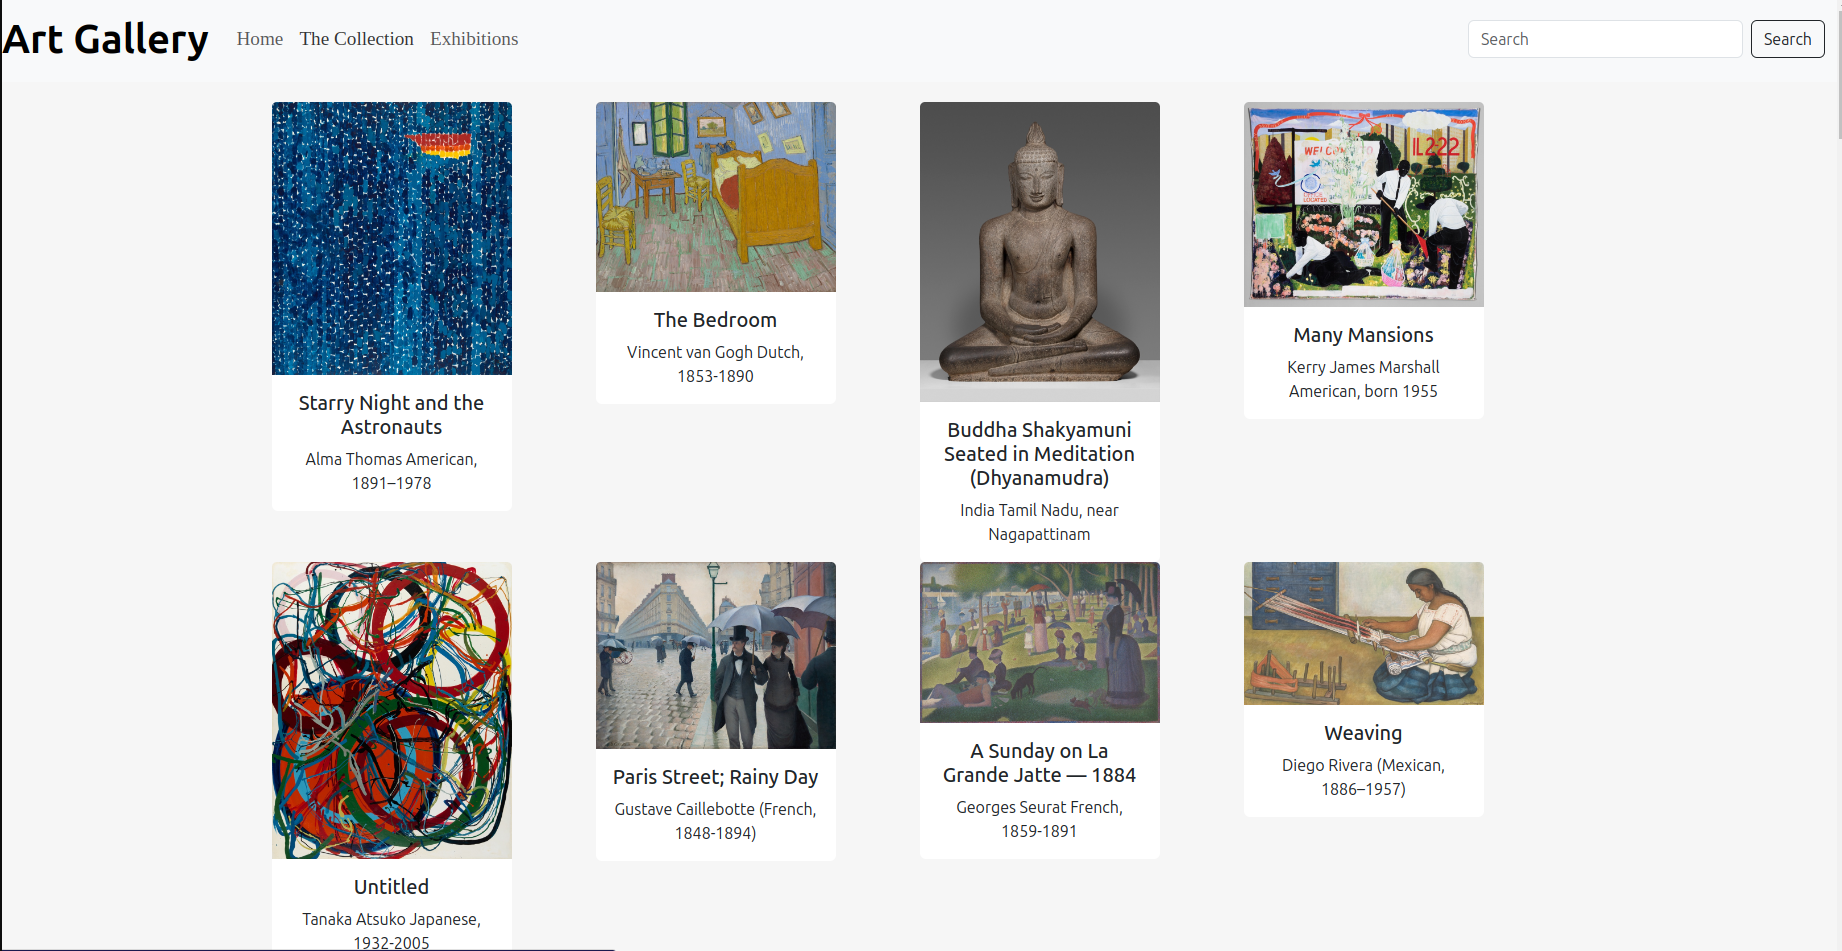 Art Gallery
Home
The Collection
Exhibitions
Search
Search
WELCOME TO
IL2-22
Starry Night and the
Astronauts
Alma Thomas American,
1891–1978
The Bedroom
Vincent van Gogh Dutch,
1853-1890
Buddha Shakyamuni
Seated in Meditation
(Dhyanamudra)
India Tamil Nadu, near
Nagapattinam
Many Mansions
Kerry James Marshall
American, born 1955
Untitled
Tanaka Atsuko Japanese,
1932-2005
Paris Street; Rainy Day
Gustave Caillebotte (French,
1848-1894)
A Sunday on La
Grande Jatte — 1884
Georges Seurat French,
1859-1891
Weaving
Diego Rivera (Mexican,
1886–1957)